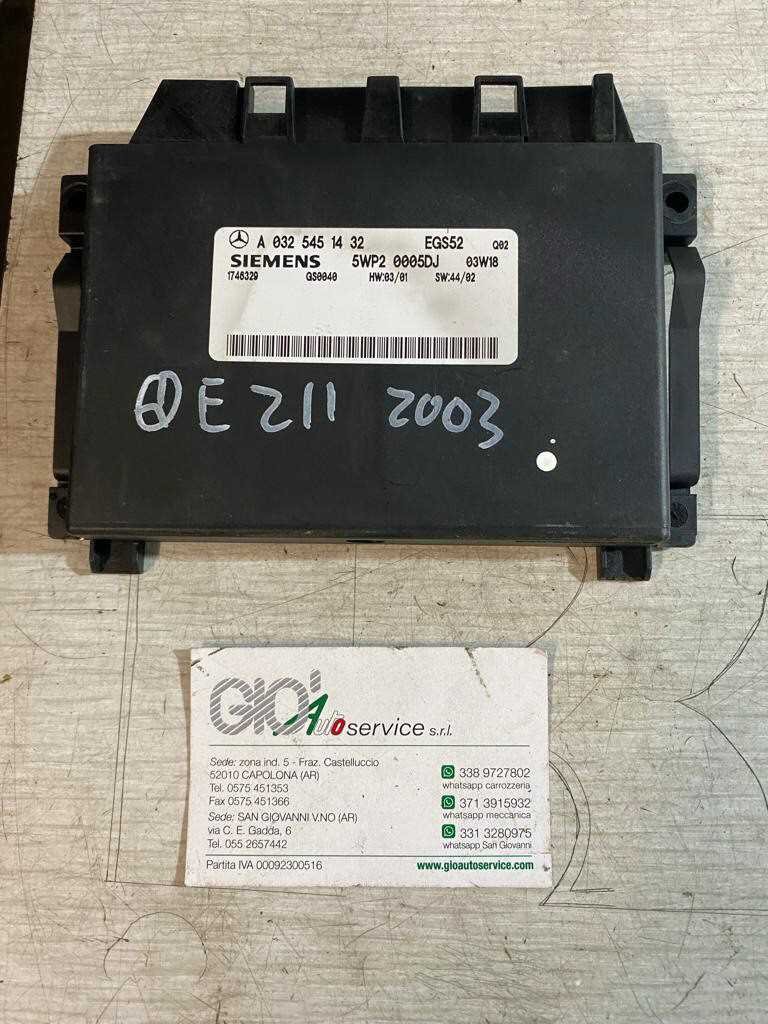 A 032 545 14 32 EGS52 Q02
SIEMENS 5WP2 0005DJ 03W18
1746329 GS0040 HW:03/01 SW:44/02
E 211 2003
GIO' Auto service s.r.l.
Sede: zona ind. 5 - Fraz. Castelluccio
52010 CAPOLONA (AR)
Tel. 0575 451353
Fax 0575 451366
Sede: SAN GIOVANNI V.NO (AR)
via C. E. Gadda, 6
Tel. 055 2657442
338 9727802
whatsapp carrozzeria
371 3915932
whatsapp meccanica
331 3280975
whatsapp San Giovanni
Partita IVA 00092300516 www.gioautoservice.com